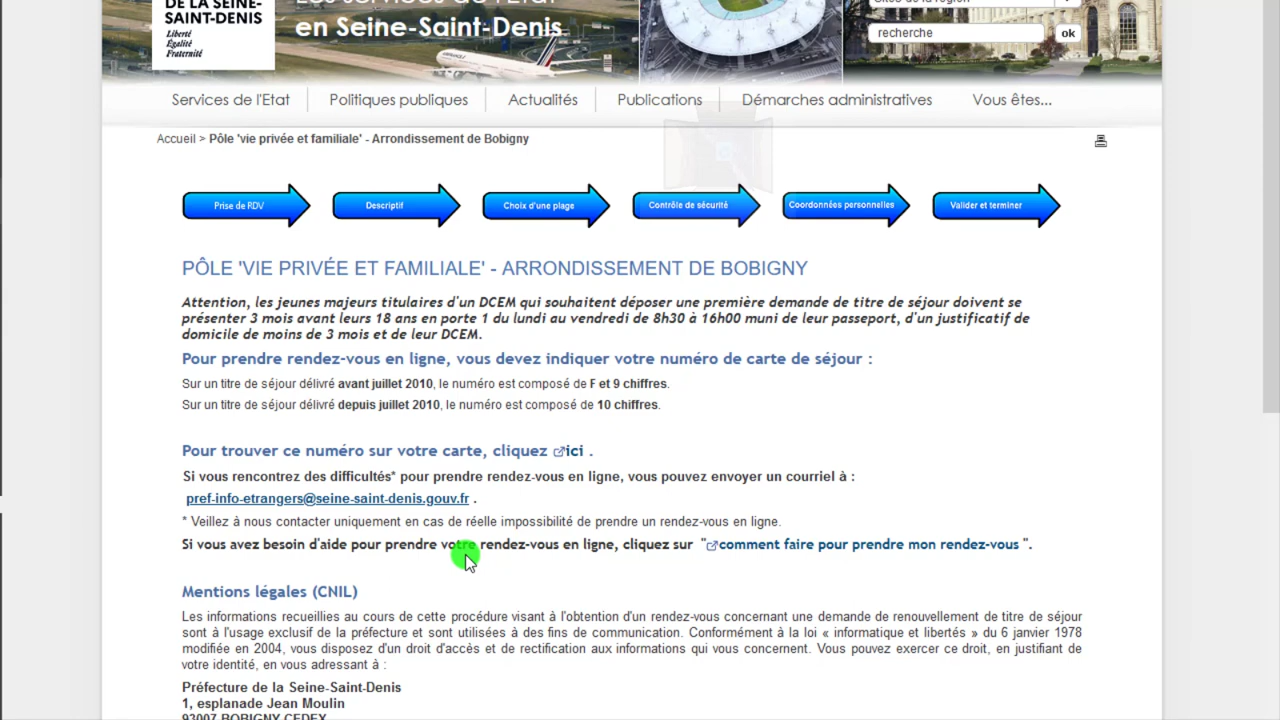 DE LA SEINE-
SAINT-DENIS
Liberté
Égalité
Fraternité
Les services de l'État
en Seine-Saint-Denis
Sites de la région
recherche
ok
Services de l'Etat
Politiques publiques
Actualités
Publications
Démarches administratives
Vous êtes...
Accueil > Pôle 'vie privée et familiale' - Arrondissement de Bobigny
Prise de RDV
Descriptif
Choix d'une plage
Contrôle de sécurité
Coordonnées personnelles
Valider et terminer
PÔLE 'VIE PRIVÉE ET FAMILIALE' - ARRONDISSEMENT DE BOBIGNY
Attention, les jeunes majeurs titulaires d'un DCEM qui souhaitent déposer une première demande de titre de séjour doivent se
présenter 3 mois avant leurs 18 ans en porte 1 du lundi au vendredi de 8h30 à 16h00 muni de leur passeport, d'un justificatif de
domicile de moins de 3 mois et de leur DCEM.
Pour prendre rendez-vous en ligne, vous devez indiquer votre numéro de carte de séjour :
Sur un titre de séjour délivré avant juillet 2010, le numéro est composé de F et 9 chiffres.
Sur un titre de séjour délivré depuis juillet 2010, le numéro est composé de 10 chiffres.
Pour trouver ce numéro sur votre carte, cliquez ici .
Si vous rencontrez des difficultés* pour prendre rendez-vous en ligne, vous pouvez envoyer un courriel à :
pref-info-etrangers@seine-saint-denis.gouv.fr .
* Veillez à nous contacter uniquement en cas de réelle impossibilité de prendre un rendez-vous en ligne.
Si vous avez besoin d'aide pour prendre votre rendez-vous en ligne, cliquez sur "comment faire pour prendre mon rendez-vous ".
Mentions légales (CNIL)
Les informations recueillies au cours de cette procédure visant à l'obtention d'un rendez-vous concernant une demande de renouvellement de titre de séjour
sont à l'usage exclusif de la préfecture et sont utilisées à des fins de communication. Conformément à la loi « informatique et libertés » du 6 janvier 1978
modifiée en 2004, vous disposez d'un droit d'accès et de rectification aux informations qui vous concernent. Vous pouvez exercer ce droit, en justifiant de
votre identité, en vous adressant à :
Préfecture de la Seine-Saint-Denis
1, esplanade Jean Moulin
93007 BOBIGNY CEDEX